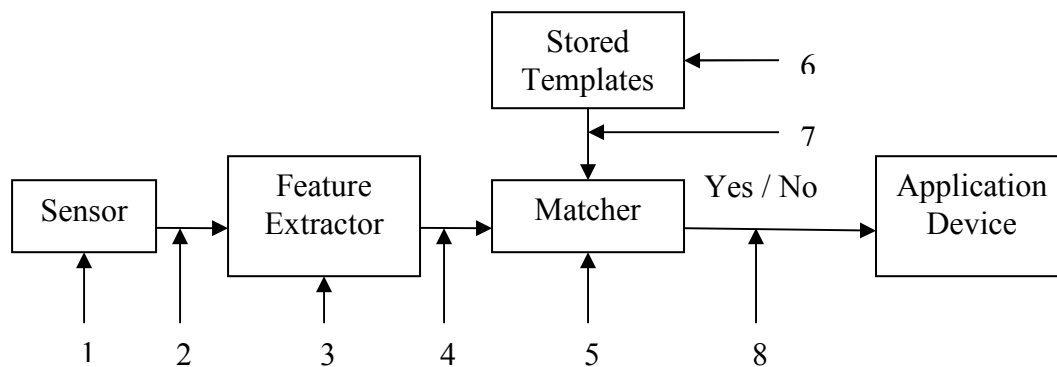 Stored
Templates
6
7
Sensor
Feature
Extractor
Matcher
Yes / No
Application
Device
1
2
3
4
5
8